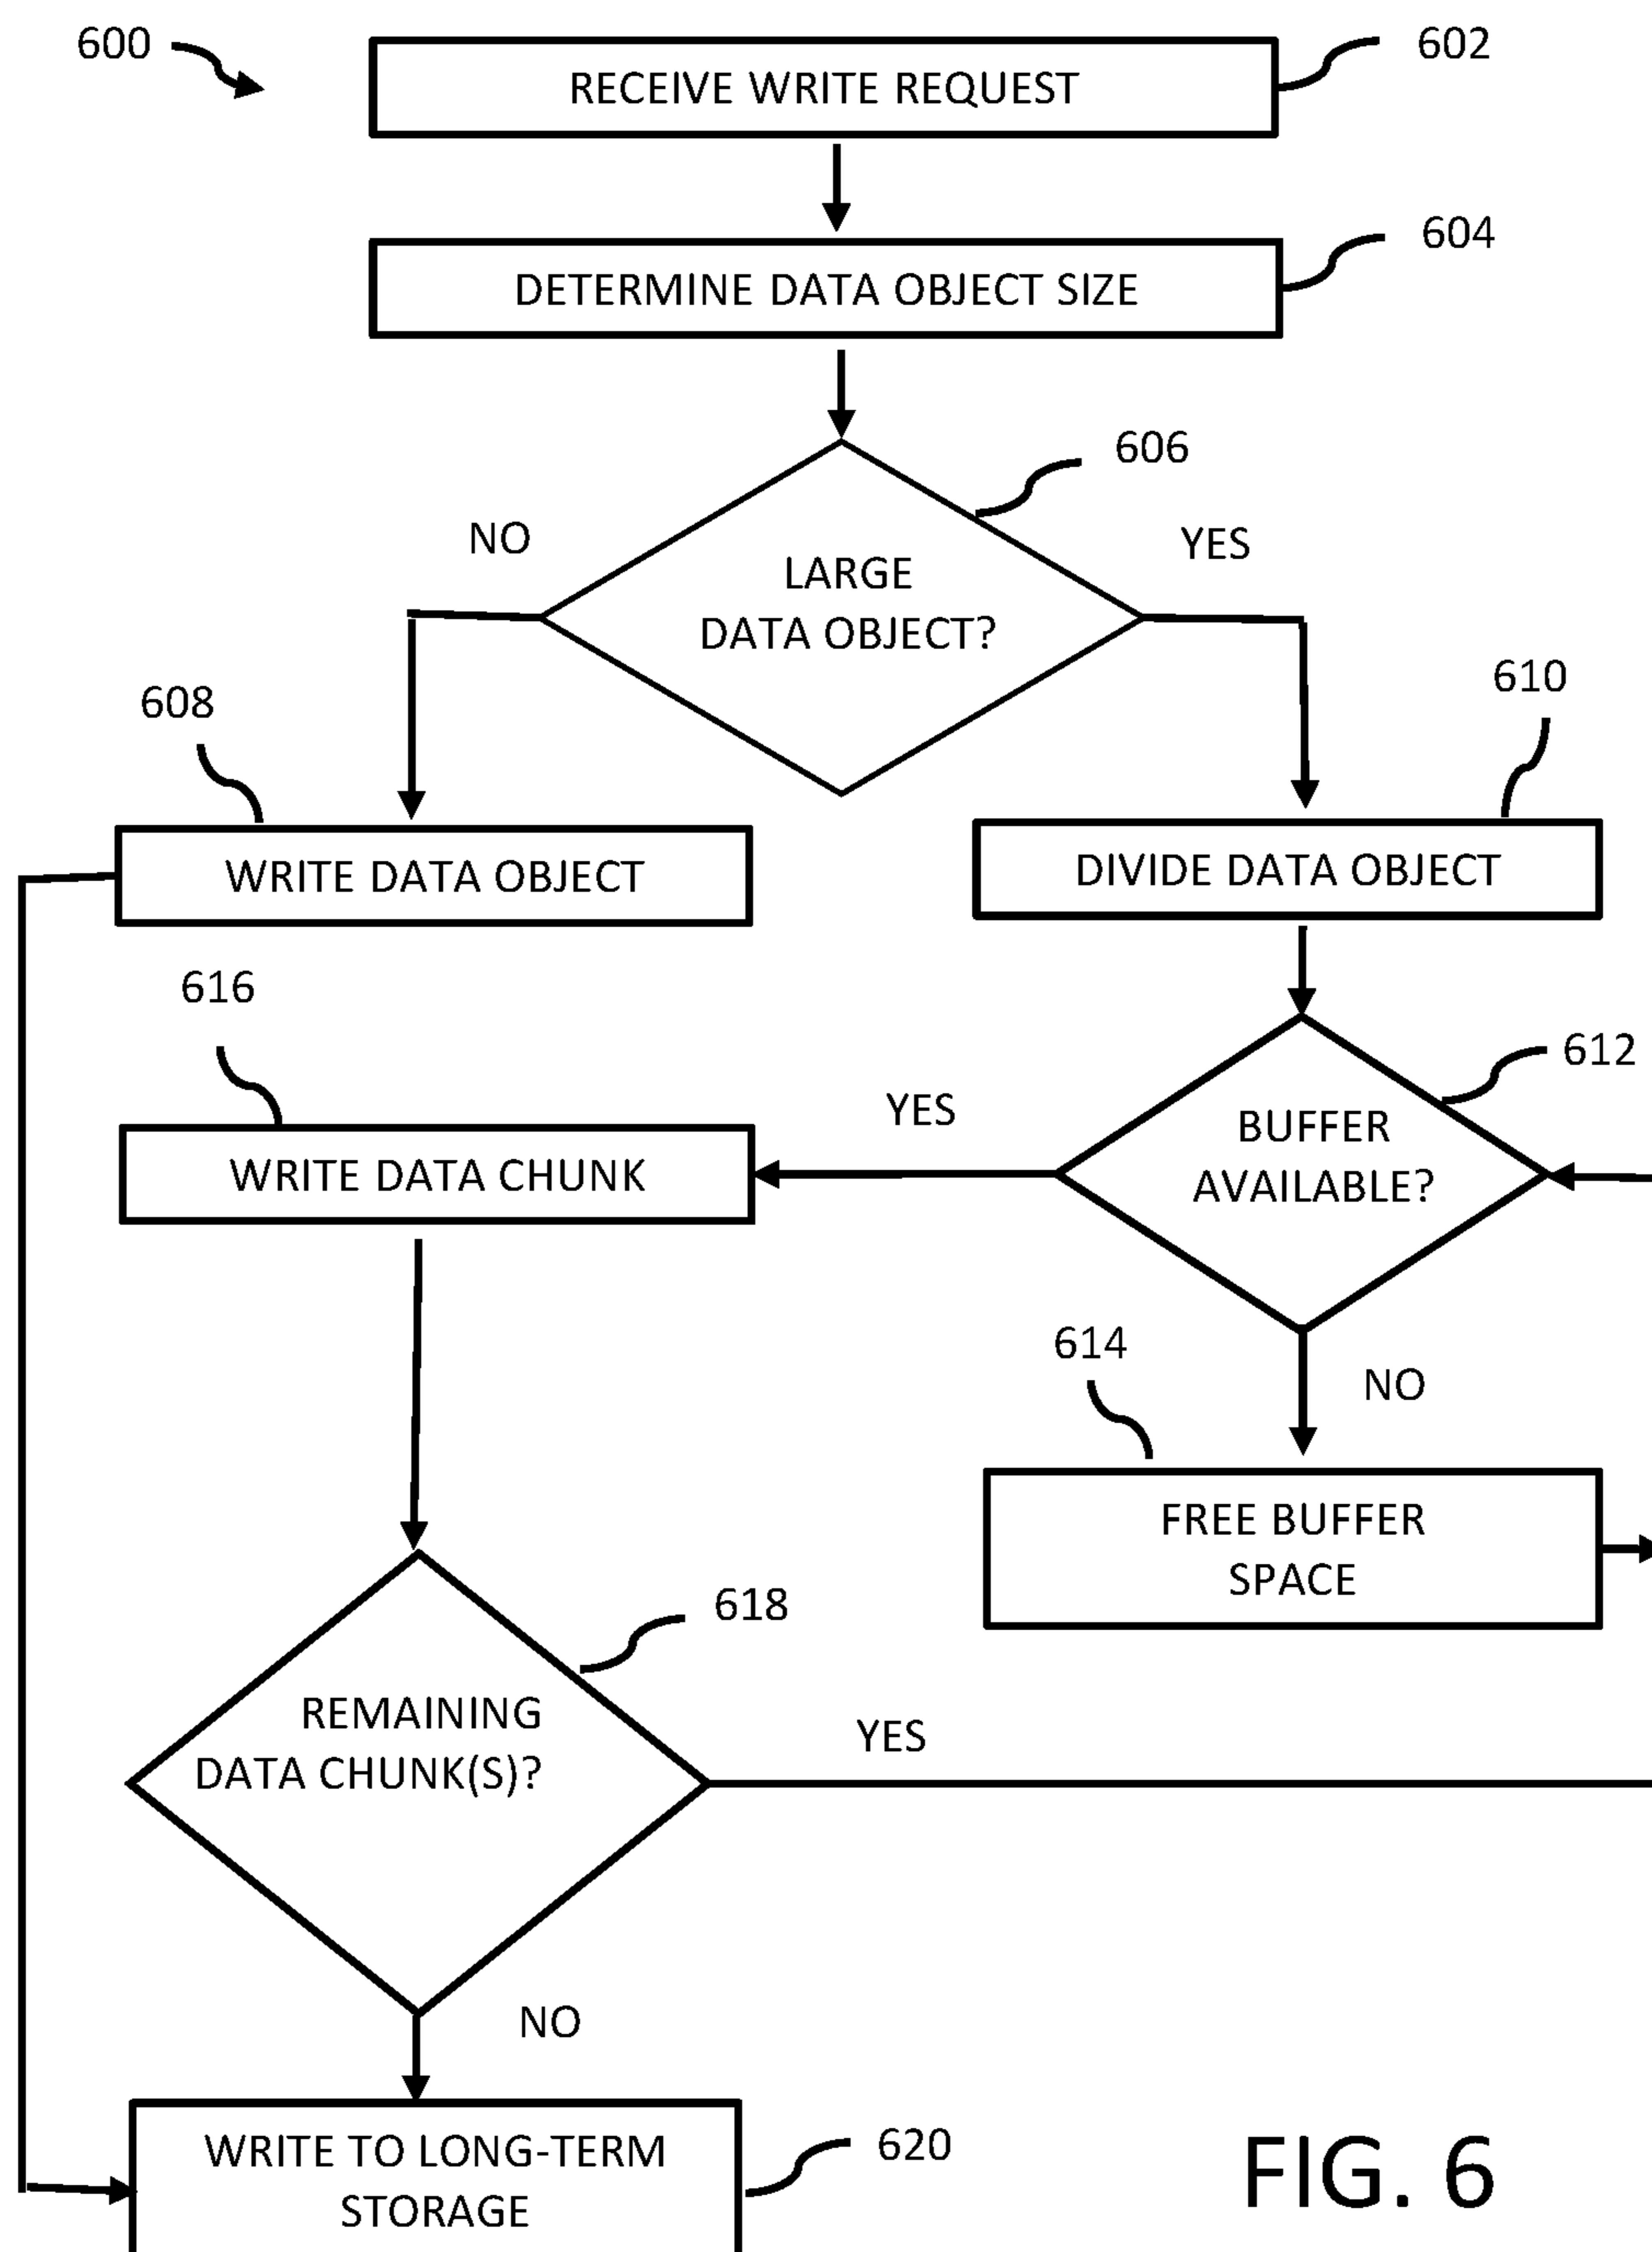 600
RECEIVE WRITE REQUEST
602
DETERMINE DATA OBJECT SIZE
604
606
NO
YES
LARGE
DATA OBJECT?
608
610
WRITE DATA OBJECT
DIVIDE DATA OBJECT
616
612
YES
BUFFER
AVAILABLE?
WRITE DATA CHUNK
614
NO
FREE BUFFER
SPACE
618
REMAINING
DATA CHUNK(S)?
YES
NO
WRITE TO LONG-TERM
STORAGE
620
FIG. 6